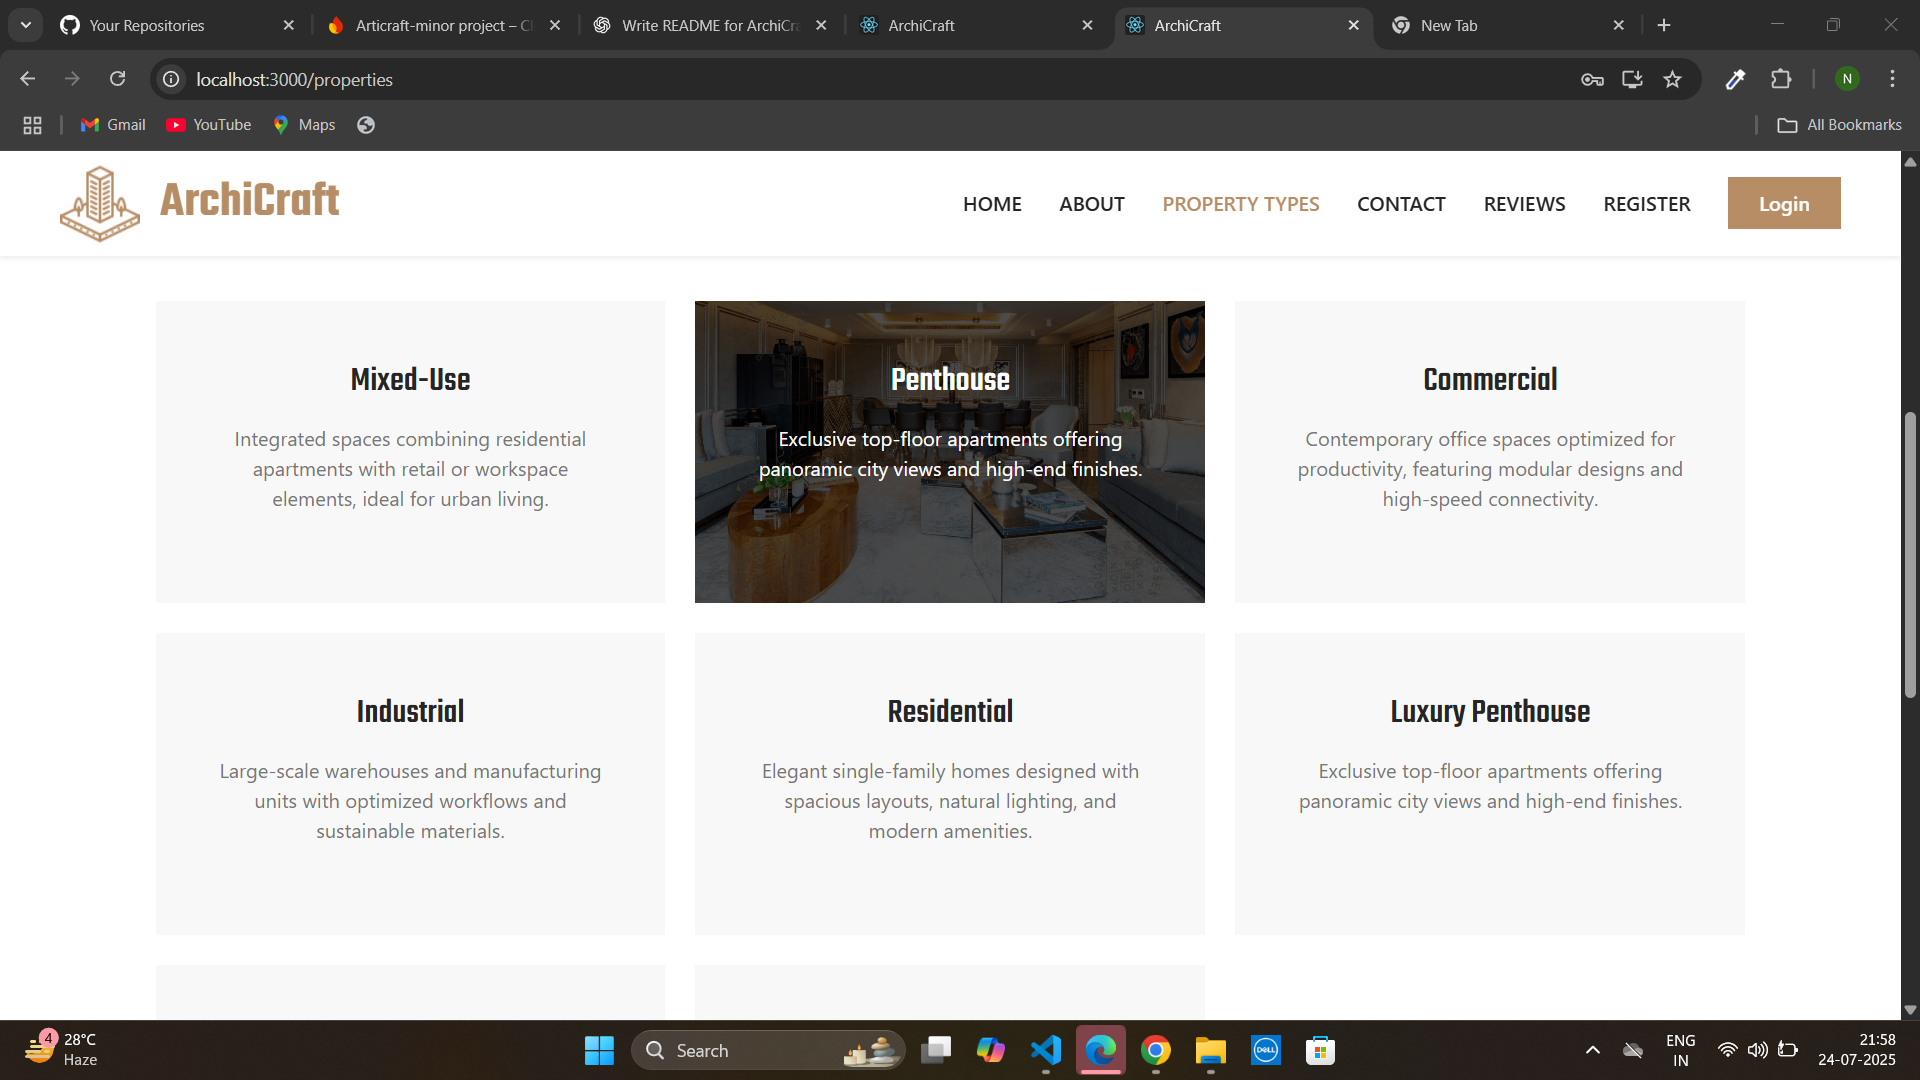 Your Repositories
Articraft-minor project – Cl
Write README for ArchiCra
ArchiCraft
ArchiCraft
New Tab
localhost:3000/properties
N
Gmail
YouTube
Maps
All Bookmarks
ArchiCraft
HOME
ABOUT
PROPERTY TYPES
CONTACT
REVIEWS
REGISTER
Login
Mixed-Use
Integrated spaces combining residential
apartments with retail or workspace
elements, ideal for urban living.
Penthouse
Exclusive top-floor apartments offering
panoramic city views and high-end finishes.
Commercial
Contemporary office spaces optimized for
productivity, featuring modular designs and
high-speed connectivity.
Industrial
Large-scale warehouses and manufacturing
units with optimized workflows and
sustainable materials.
Residential
Elegant single-family homes designed with
spacious layouts, natural lighting, and
modern amenities.
Luxury Penthouse
Exclusive top-floor apartments offering
panoramic city views and high-end finishes.
4
28°C
Haze
Search
DELL
ENG
IN
21:58
24-07-2025